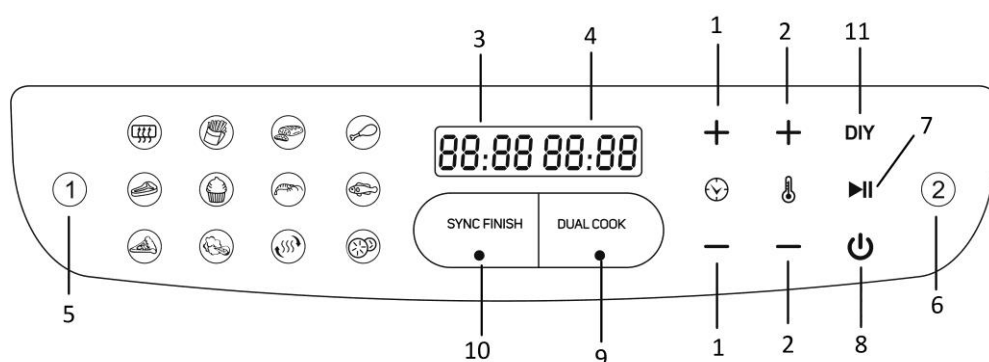 1 2
3 4 11
88:88 88:88
+ + DIY
7
1 2
SYNC FINISH DUAL COOK
− −
5 6
10 9 1 2 8